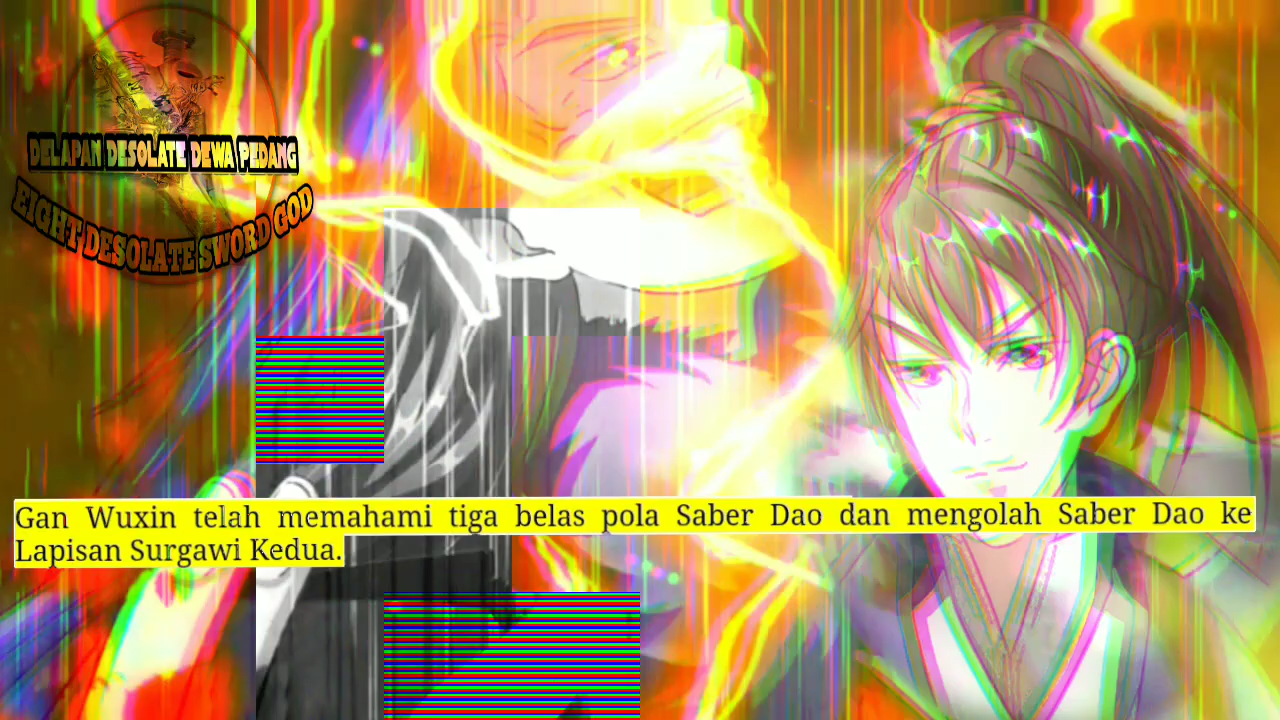 DELAPAN DESOLATE DEWA PEDANG
EIGHT DESOLATE SWORD GOD
Gan Wuxin telah memahami tiga belas pola Saber Dao dan mengolah Saber Dao ke
Lapisan Surgawi Kedua.